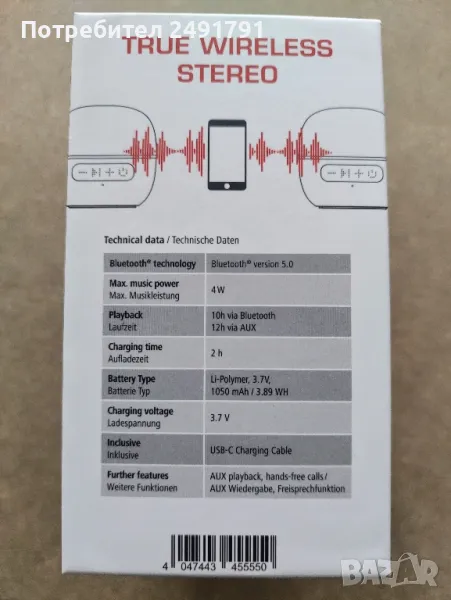 Потребител 2491791
TRUE WIRELESS
STEREO
Technical data / Technische Daten
Bluetooth® technology Bluetooth® version 5.0
Max. music power
Max. Musikleistung
4 W
Playback
Laufzeit
10h via Bluetooth
12h via AUX
Charging time
Aufladezeit
2 h
Battery Type
Batterie Typ
Li-Polymer, 3.7V,
1050 mAh / 3.89 WH
Charging voltage
Ladespannung
3.7 V
Inclusive
Inklusive
USB-C Charging Cable
Further features
Weitere Funktionen
AUX playback, hands-free calls /
AUX Wiedergabe, Freisprechfunktion
4 047443 455550
BAZAR.bg